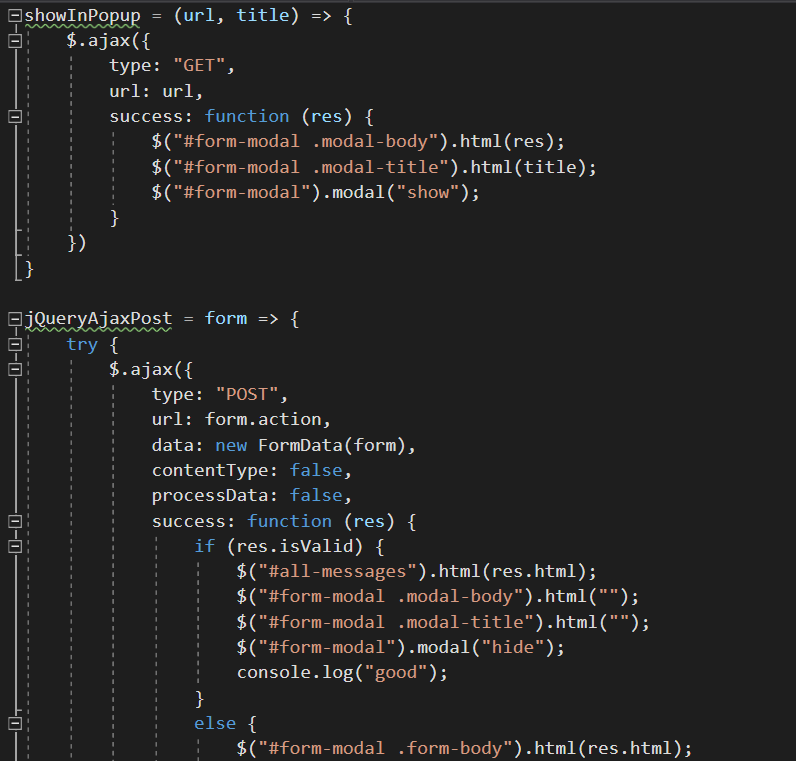 showInPopup = (url, title) => {
$.ajax({
type: "GET",
url: url,
success: function (res) {
$("#form-modal .modal-body").html(res);
$("#form-modal .modal-title").html(title);
$("#form-modal").modal("show");
}
})
}
jQueryAjaxPost = form => {
try {
$.ajax({
type: "POST",
url: form.action,
data: new FormData(form),
contentType: false,
processData: false,
success: function (res) {
if (res.isValid) {
$("#all-messages").html(res.html);
$("#form-modal .modal-body").html("");
$("#form-modal .modal-title").html("");
$("#form-modal").modal("hide");
console.log("good");
}
else {
$("#form-modal .form-body").html(res.html);